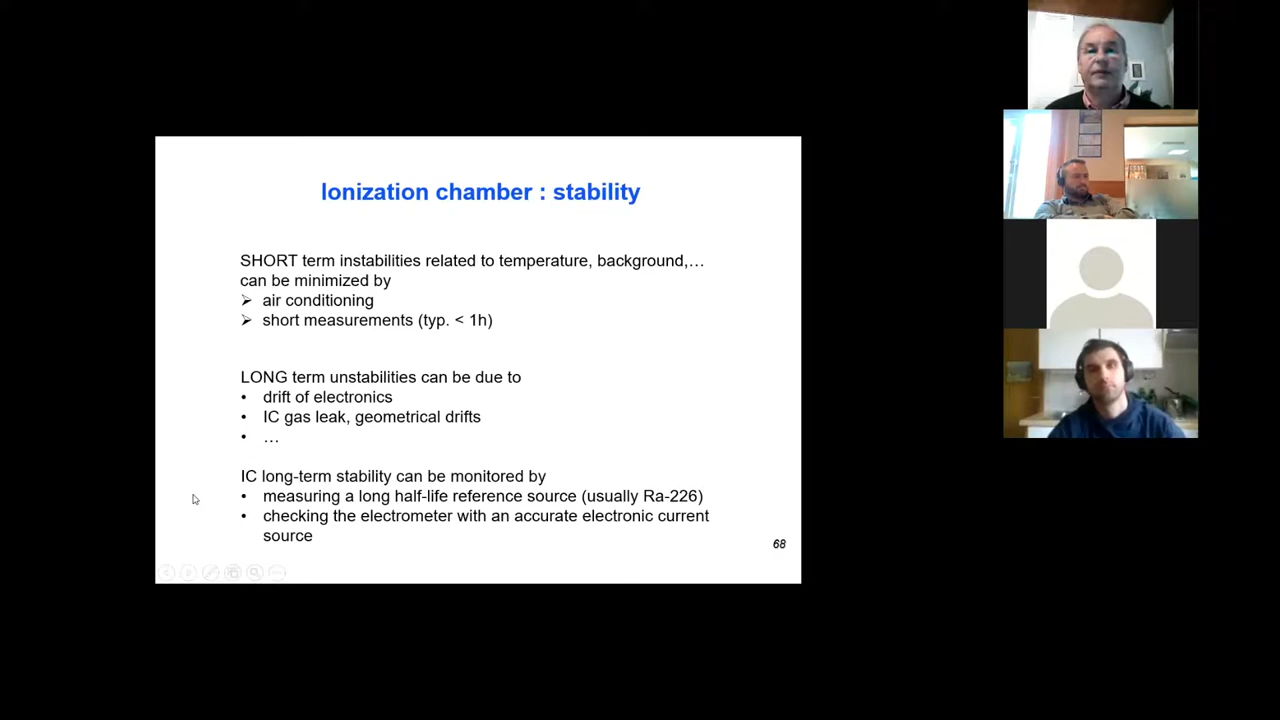 Ionization chamber : stability
SHORT term instabilities related to temperature, background,…
can be minimized by
➢ air conditioning
➢ short measurements (typ. < 1h)
LONG term unstabilities can be due to
• drift of electronics
• IC gas leak, geometrical drifts
• …
IC long-term stability can be monitored by
• measuring a long half-life reference source (usually Ra-226)
• checking the electrometer with an accurate electronic current
source
68